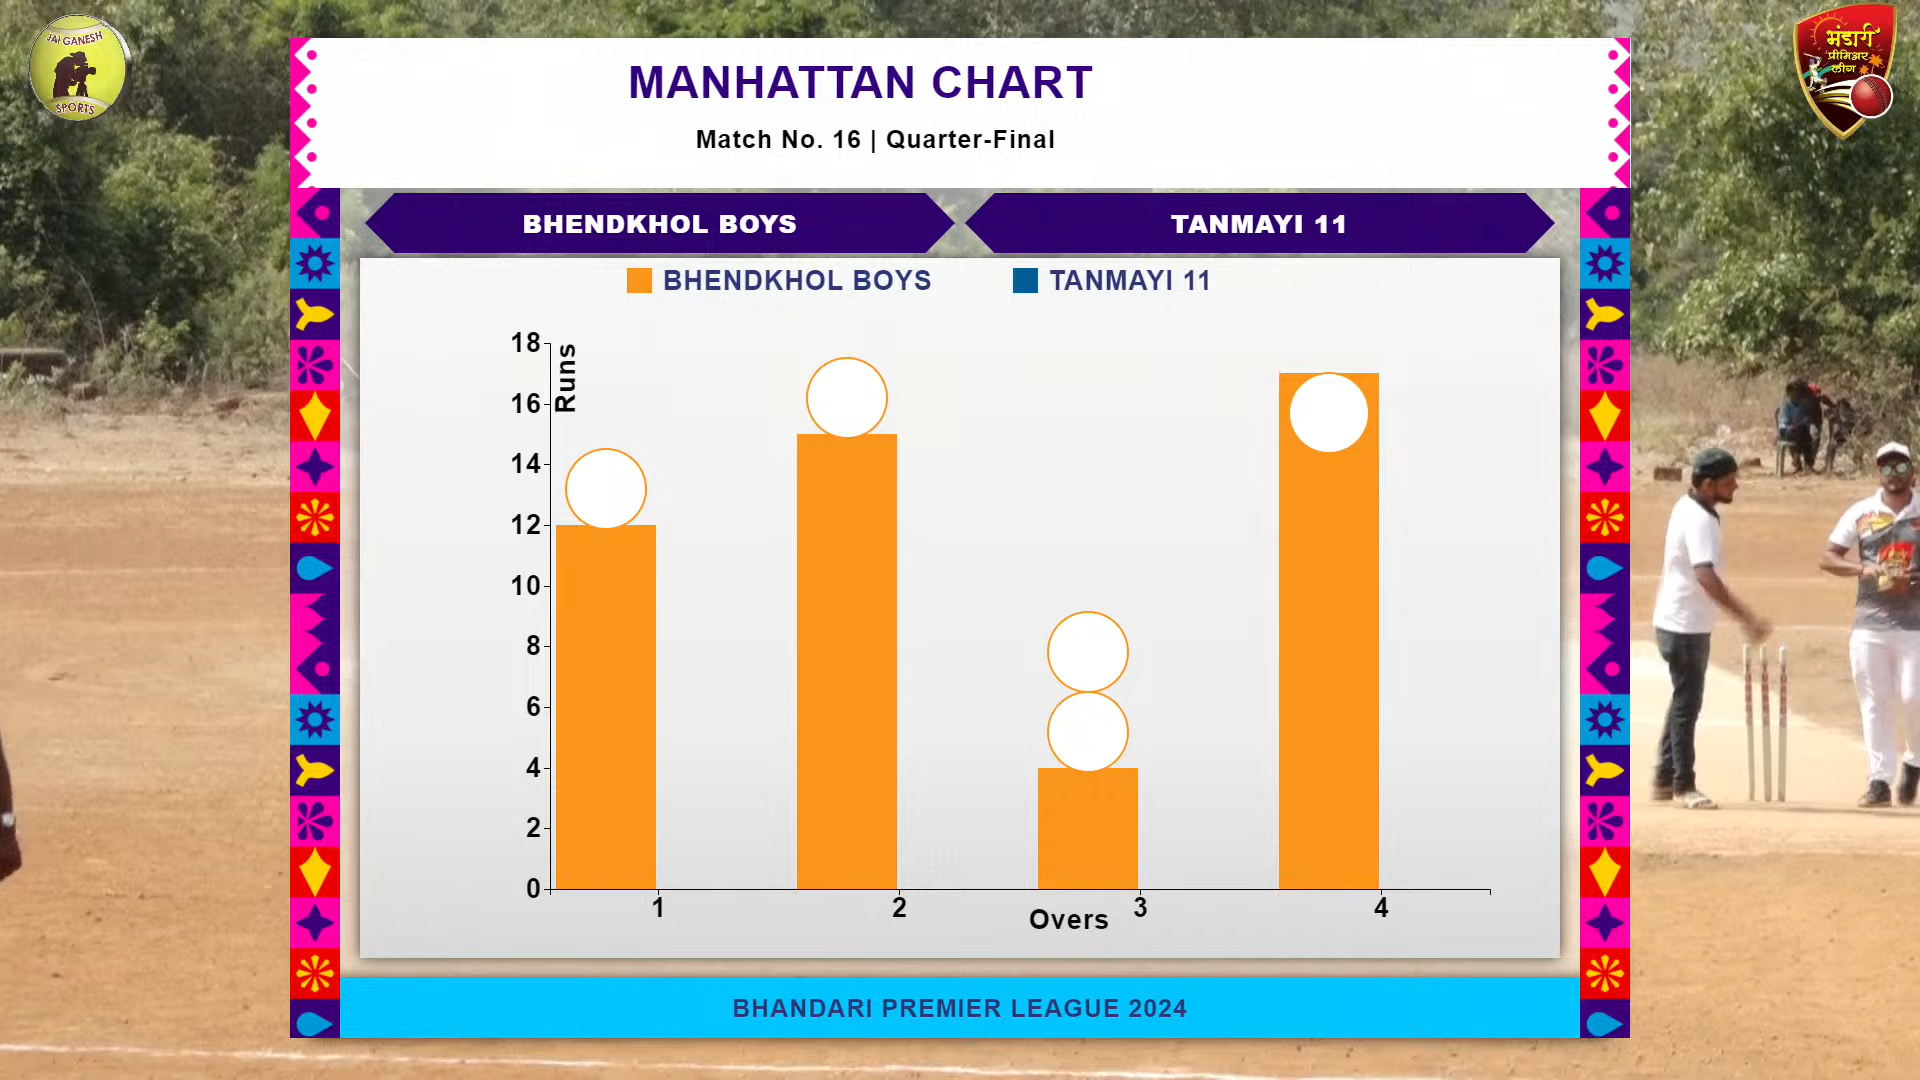 JAI GANESH
SPORTS
भंडारी
प्रीमिअर
लीग
MANHATTAN CHART
Match No. 16 | Quarter-Final
BHENDKHOL BOYS
TANMAYI 11
BHENDKHOL BOYS
TANMAYI 11
Runs
18
16
14
12
10
8
6
4
2
0
1
2
3
4
Overs
BHANDARI PREMIER LEAGUE 2024